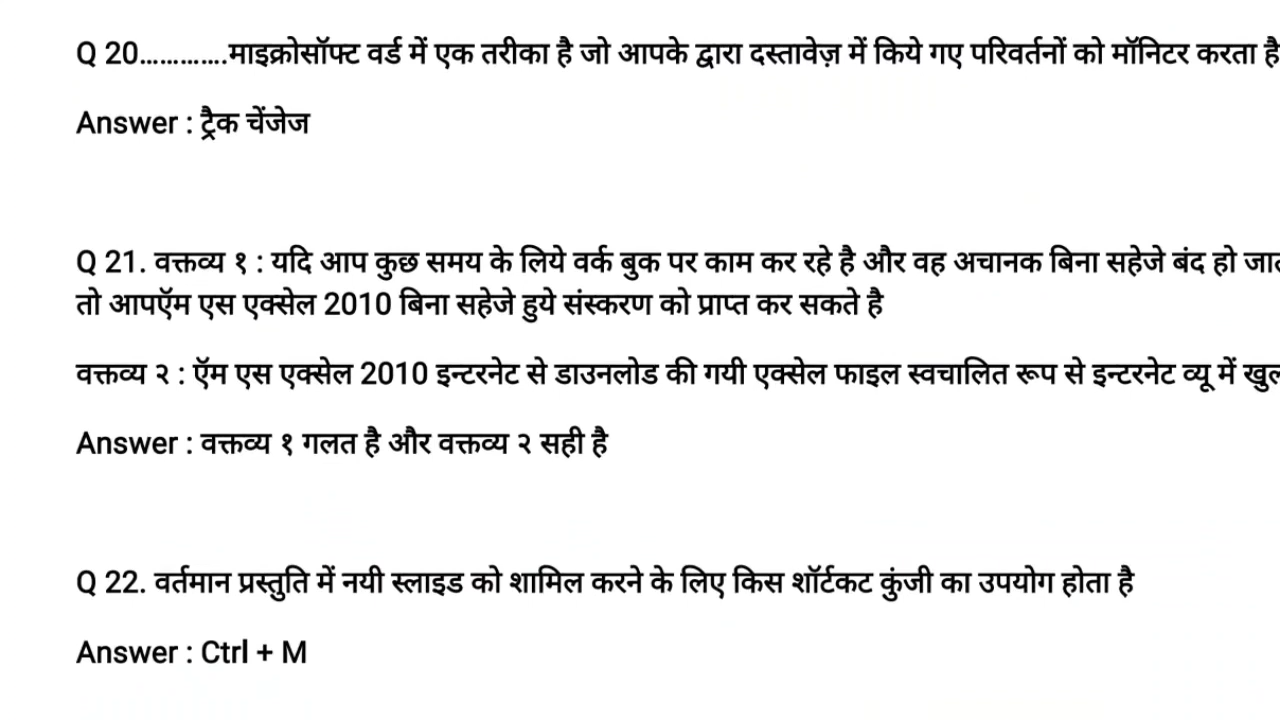 Q 20………….माइक्रोसॉफ्ट वर्ड में एक तरीका है जो आपके द्वारा दस्तावेज़ में किये गए परिवर्तनों को मॉनिटर करता है
Answer : ट्रैक चेंजेज
Q 21. वक्तव्य १ : यदि आप कुछ समय के लिये वर्क बुक पर काम कर रहे है और वह अचानक बिना सहेजे बंद हो
तो आपऍम एस एक्सेल 2010 बिना सहेजे हुये संस्करण को प्राप्त कर सकते है
वक्तव्य २ : ऍम एस एक्सेल 2010 इन्टरनेट से डाउनलोड की गयी एक्सेल फाइल स्वचालित रूप से इन्टरनेट व्यू में
Answer : वक्तव्य १ गलत है और वक्तव्य २ सही है
Q 22. वर्तमान प्रस्तुति में नयी स्लाइड को शामिल करने के लिए किस शॉर्टकट कुंजी का उपयोग होता है
Answer : Ctrl + M